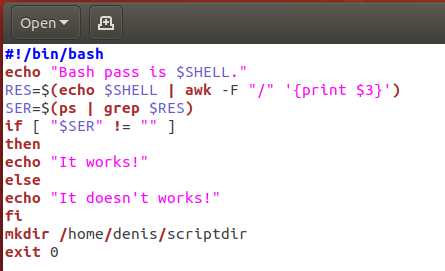 Open
#!/bin/bash
echo "Bash pass is $SHELL."
RES=$(echo $SHELL | awk -F "/" '{print $3}')
SER=$(ps | grep $RES)
if [ "$SER" != "" ]
then
echo "It works!"
else
echo "It doesn't works!"
fi
mkdir /home/denis/scriptdir
exit 0